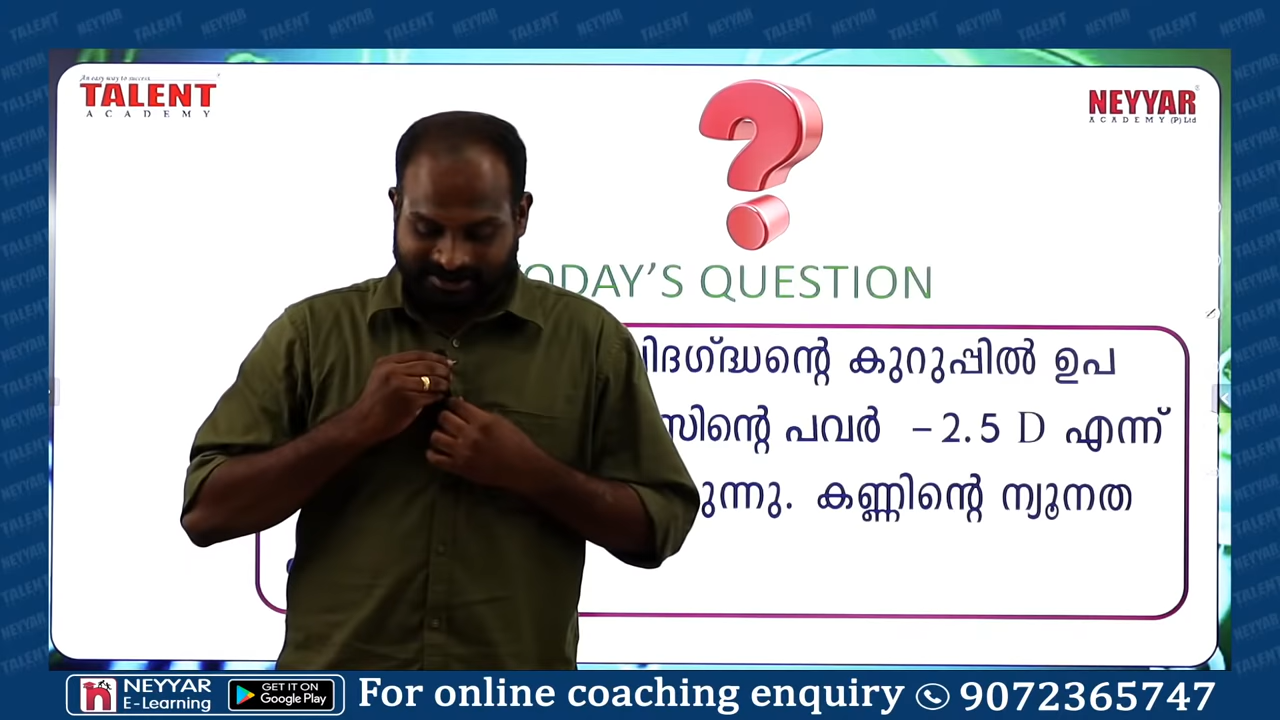 An easy way to success
TALENT
ACADEMY
NEYYAR
ACADEMY (P) Ltd
TODAY'S QUESTION
വിദഗ്ദ്ധന്റെ കുറുപ്പിൽ ഉപ
സിന്റെ പവർ - 2.5 D എന്ന്
ുന്നു. കണ്ണിന്റെ ന്യൂനത
NEYYAR
E-Learning
GET IT ON
Google Play
For online coaching enquiry 9072365747